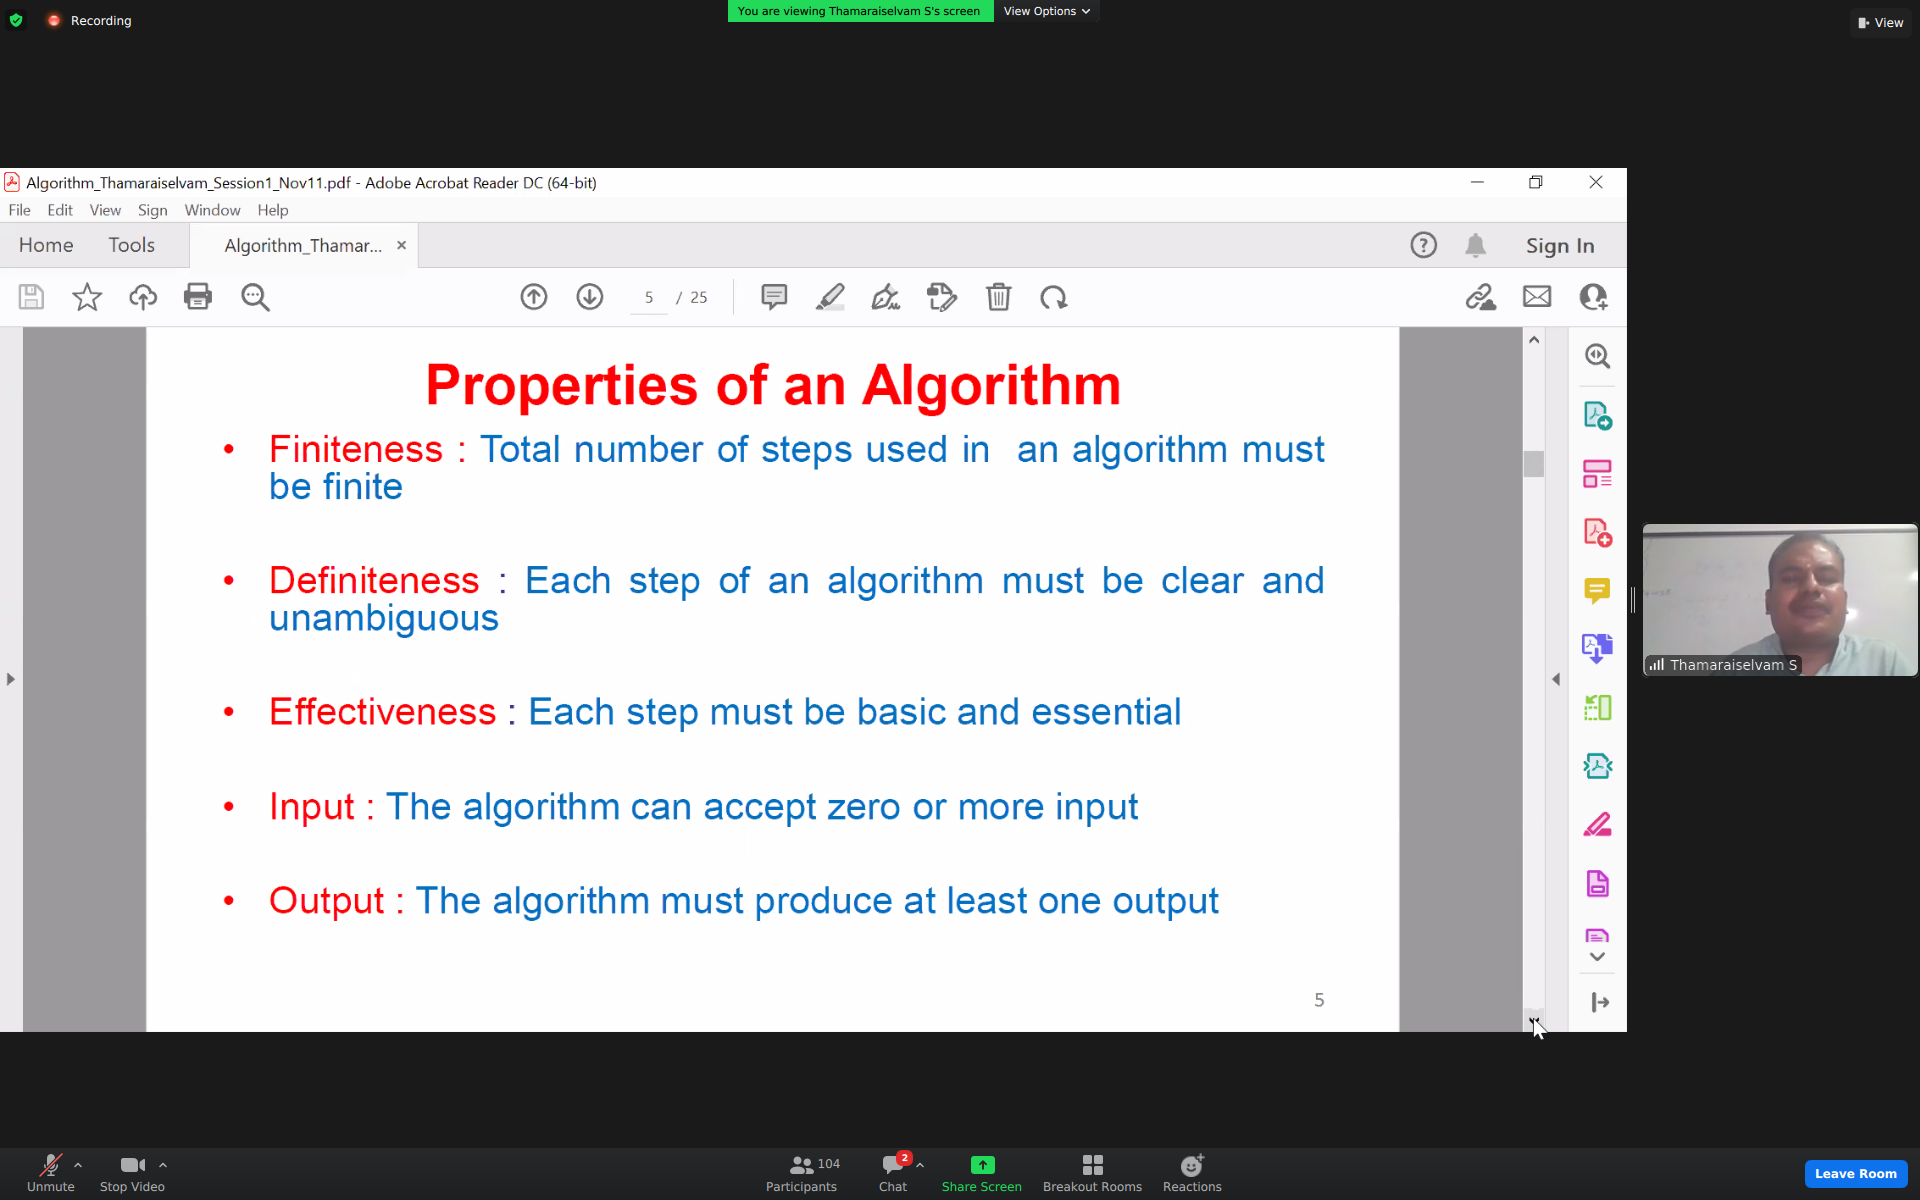 Recording
You are viewing Thamaraiselvam S's screen View Options
View
Algorithm_Thamaraiselvam_Session1_Nov11.pdf - Adobe Acrobat Reader DC (64-bit)
File Edit View Sign Window Help
Home Tools Algorithm_Thamar... × Sign In
5 / 25
Properties of an Algorithm
• Finiteness : Total number of steps used in an algorithm must
be finite
• Definiteness : Each step of an algorithm must be clear and
unambiguous
• Effectiveness : Each step must be basic and essential
• Input : The algorithm can accept zero or more input
• Output : The algorithm must produce at least one output
5
Thamaraiselvam S
104
2
Unmute Stop Video Participants Chat Share Screen Breakout Rooms Reactions
Leave Room